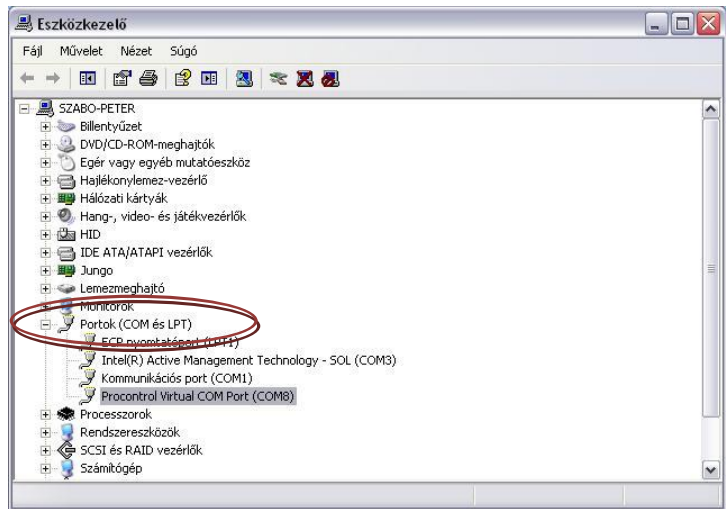 Eszközkezelő
Fájl Művelet Nézet Súgó
SZABO-PETER
Billentyűzet
DVD/CD-ROM-meghajtók
Egér vagy egyéb mutatóeszköz
Hajlékonylemez-vezérlő
Hálózati kártyák
Hang-, video- és játékvezérlők
HID
IDE ATA/ATAPI vezérlők
Jungo
Lemezmeghajtó
Monitorok
Portok (COM és LPT)
ECP nyomtatóport (LPT1)
Intel(R) Active Management Technology - SOL (COM3)
Kommunikációs port (COM1)
Procontrol Virtual COM Port (COM8)
Processzorok
Rendszereszközök
SCSI és RAID vezérlők
Számítógép